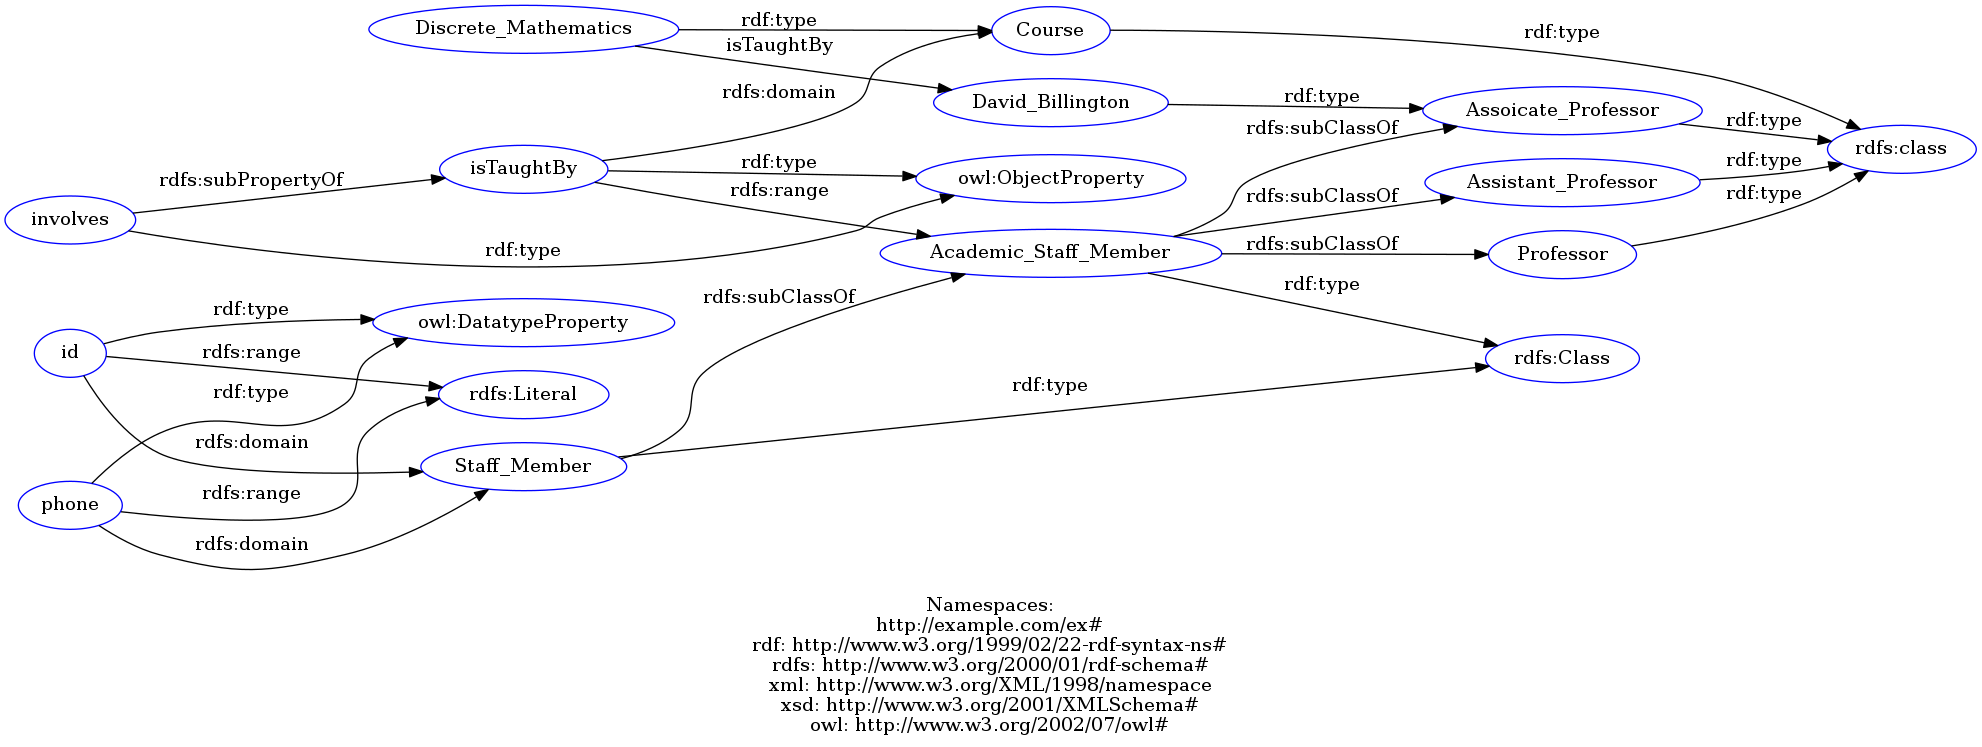 Discrete_Mathematics
rdf:type
Course
rdf:type
isTaughtBy
rdfs:domain
David_Billington
rdf:type
Assoicate_Professor
rdf:type
rdfs:class
rdfs:subClassOf
isTaughtBy
rdf:type
owl:ObjectProperty
rdfs:subClassOf
Assistant_Professor
rdf:type
rdfs:subPropertyOf
rdfs:range
rdf:type
involves
rdf:type
Academic_Staff_Member
rdfs:subClassOf
Professor
rdf:type
rdfs:subClassOf
rdf:type
owl:DatatypeProperty
id
rdfs:range
rdfs:Class
rdf:type
rdfs:Literal
rdf:type
rdfs:domain
Staff_Member
phone
rdfs:range
rdfs:domain
Namespaces:
http://example.com/ex#
rdf: http://www.w3.org/1999/02/22-rdf-syntax-ns#
rdfs: http://www.w3.org/2000/01/rdf-schema#
xml: http://www.w3.org/XML/1998/namespace
xsd: http://www.w3.org/2001/XMLSchema#
owl: http://www.w3.org/2002/07/owl#